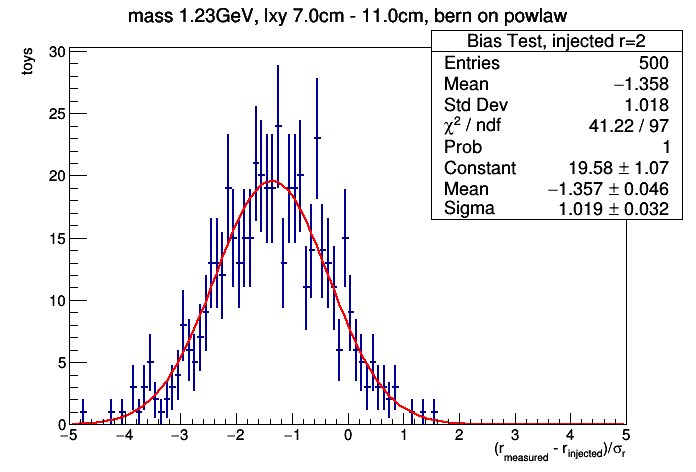 mass 1.23GeV, lxy 7.0cm - 11.0cm, bern on powlaw
Bias Test, injected r=2
Entries 500
Mean −1.358
Std Dev 1.018
χ² / ndf 41.22 / 97
Prob 1
Constant 19.58 ± 1.07
Mean −1.357 ± 0.046
Sigma 1.019 ± 0.032
toys
30
25
20
15
10
5
0
−5 −4 −3 −2 −1 0 1 2 3 4 5
(r_measured - r_injected)/σ_r